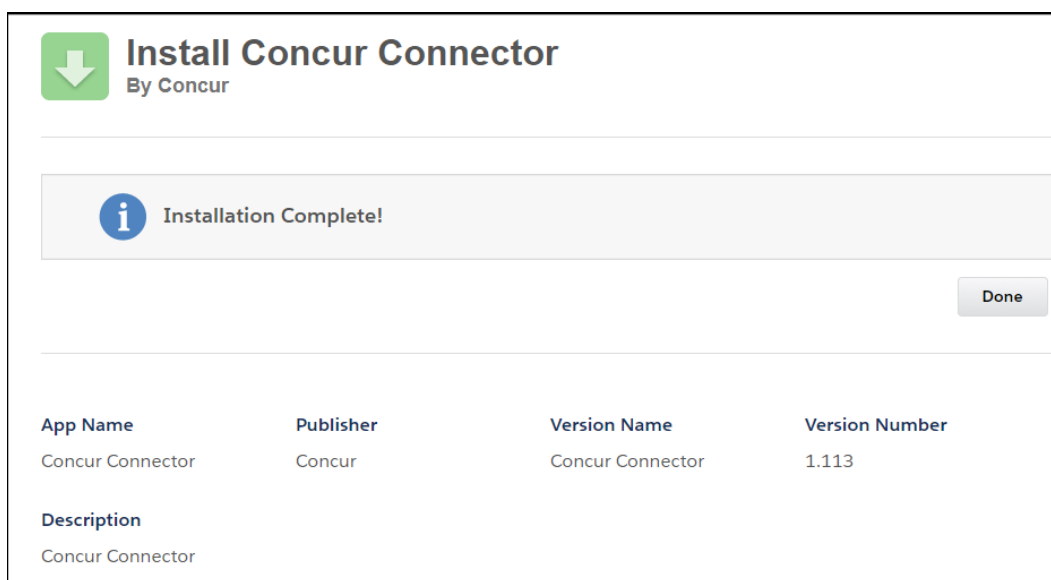 Install Concur Connector
By Concur
Installation Complete!
Done
App Name Publisher Version Name Version Number
Concur Connector Concur Concur Connector 1.113
Description
Concur Connector